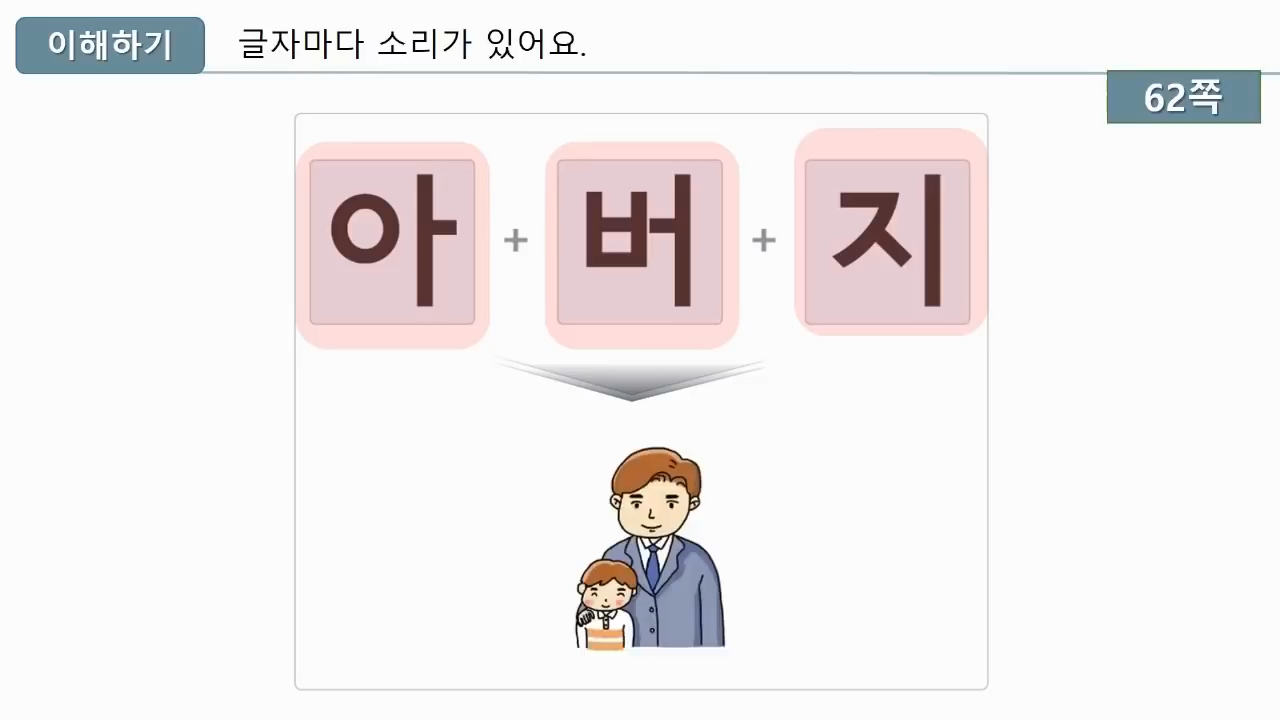 이해하기 글자마다 소리가 있어요.
62쪽
아 + 버 + 지